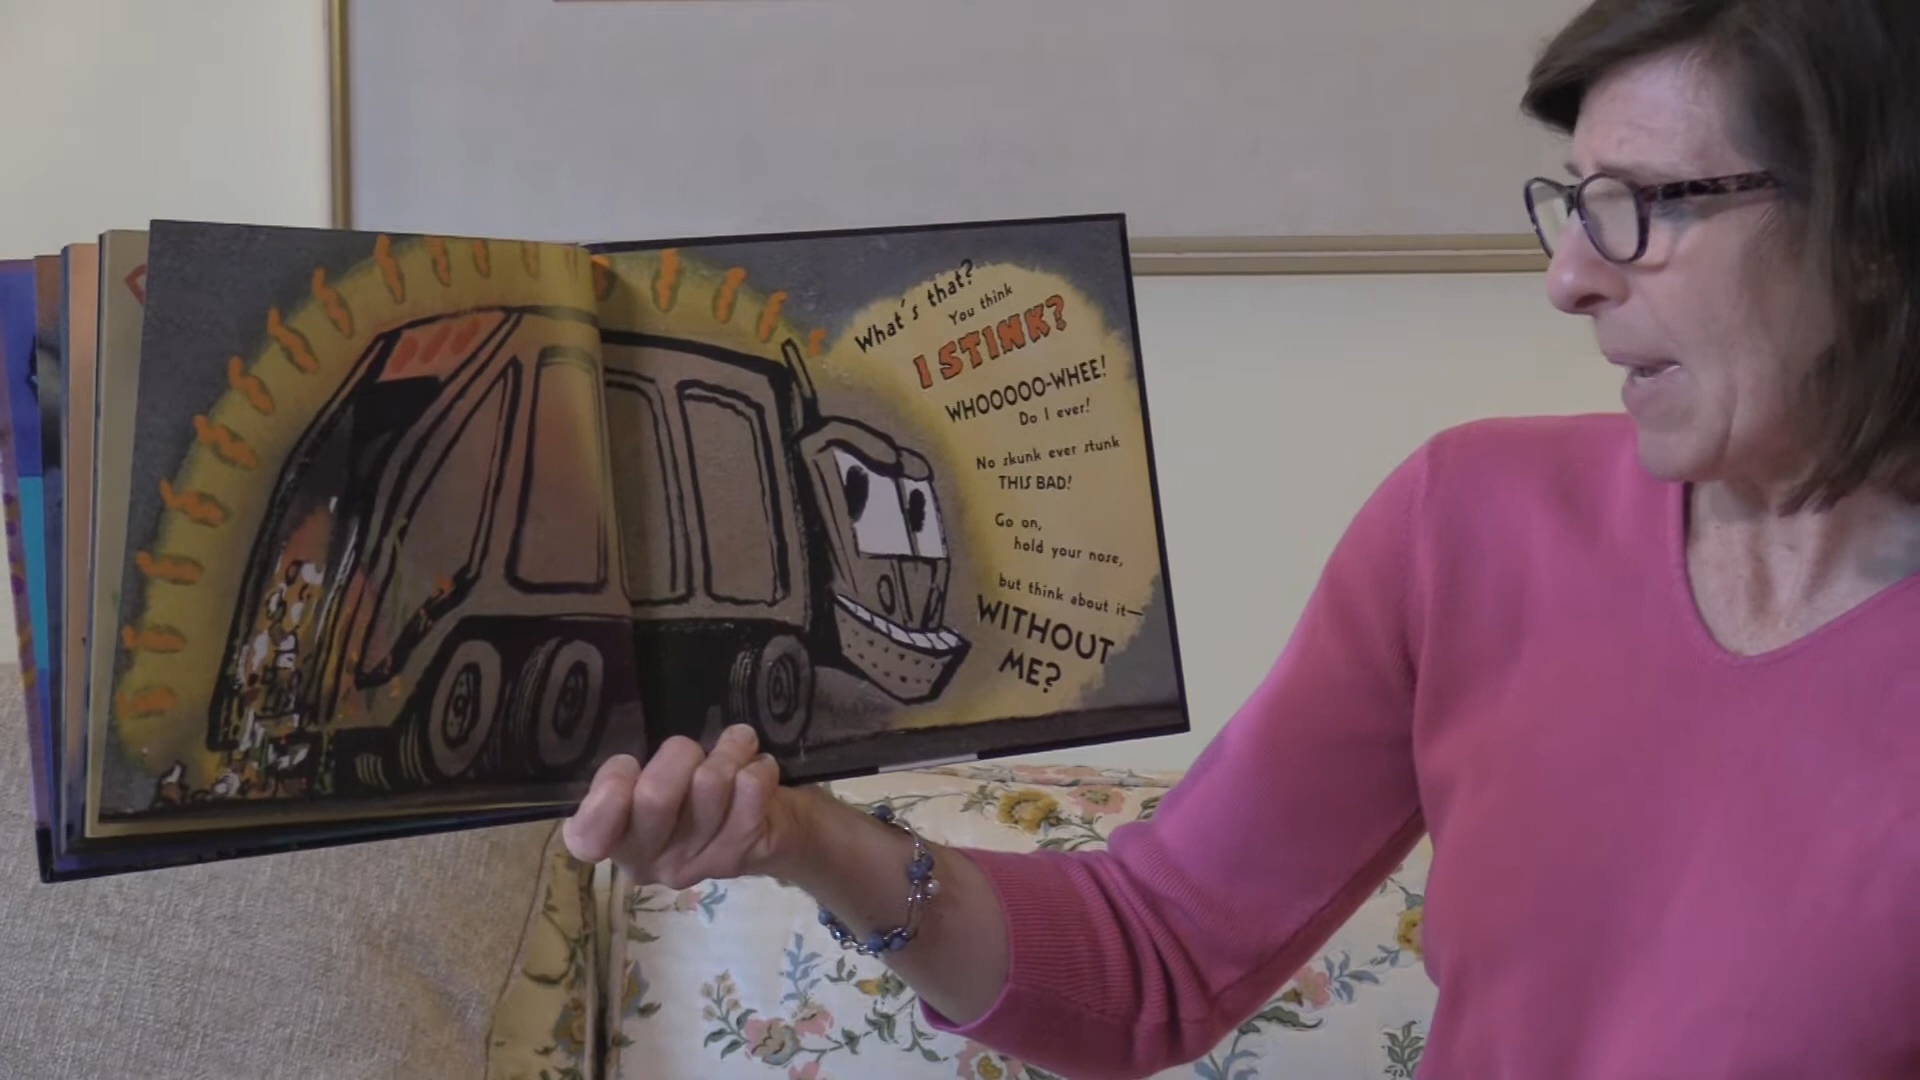 What's that?
You think
I STINK?
WHOOOOO-WHEE!
Do I ever!
No skunk ever stunk
THIS BAD!
Go on,
hold your nose,
but think about it—
WITHOUT
ME?